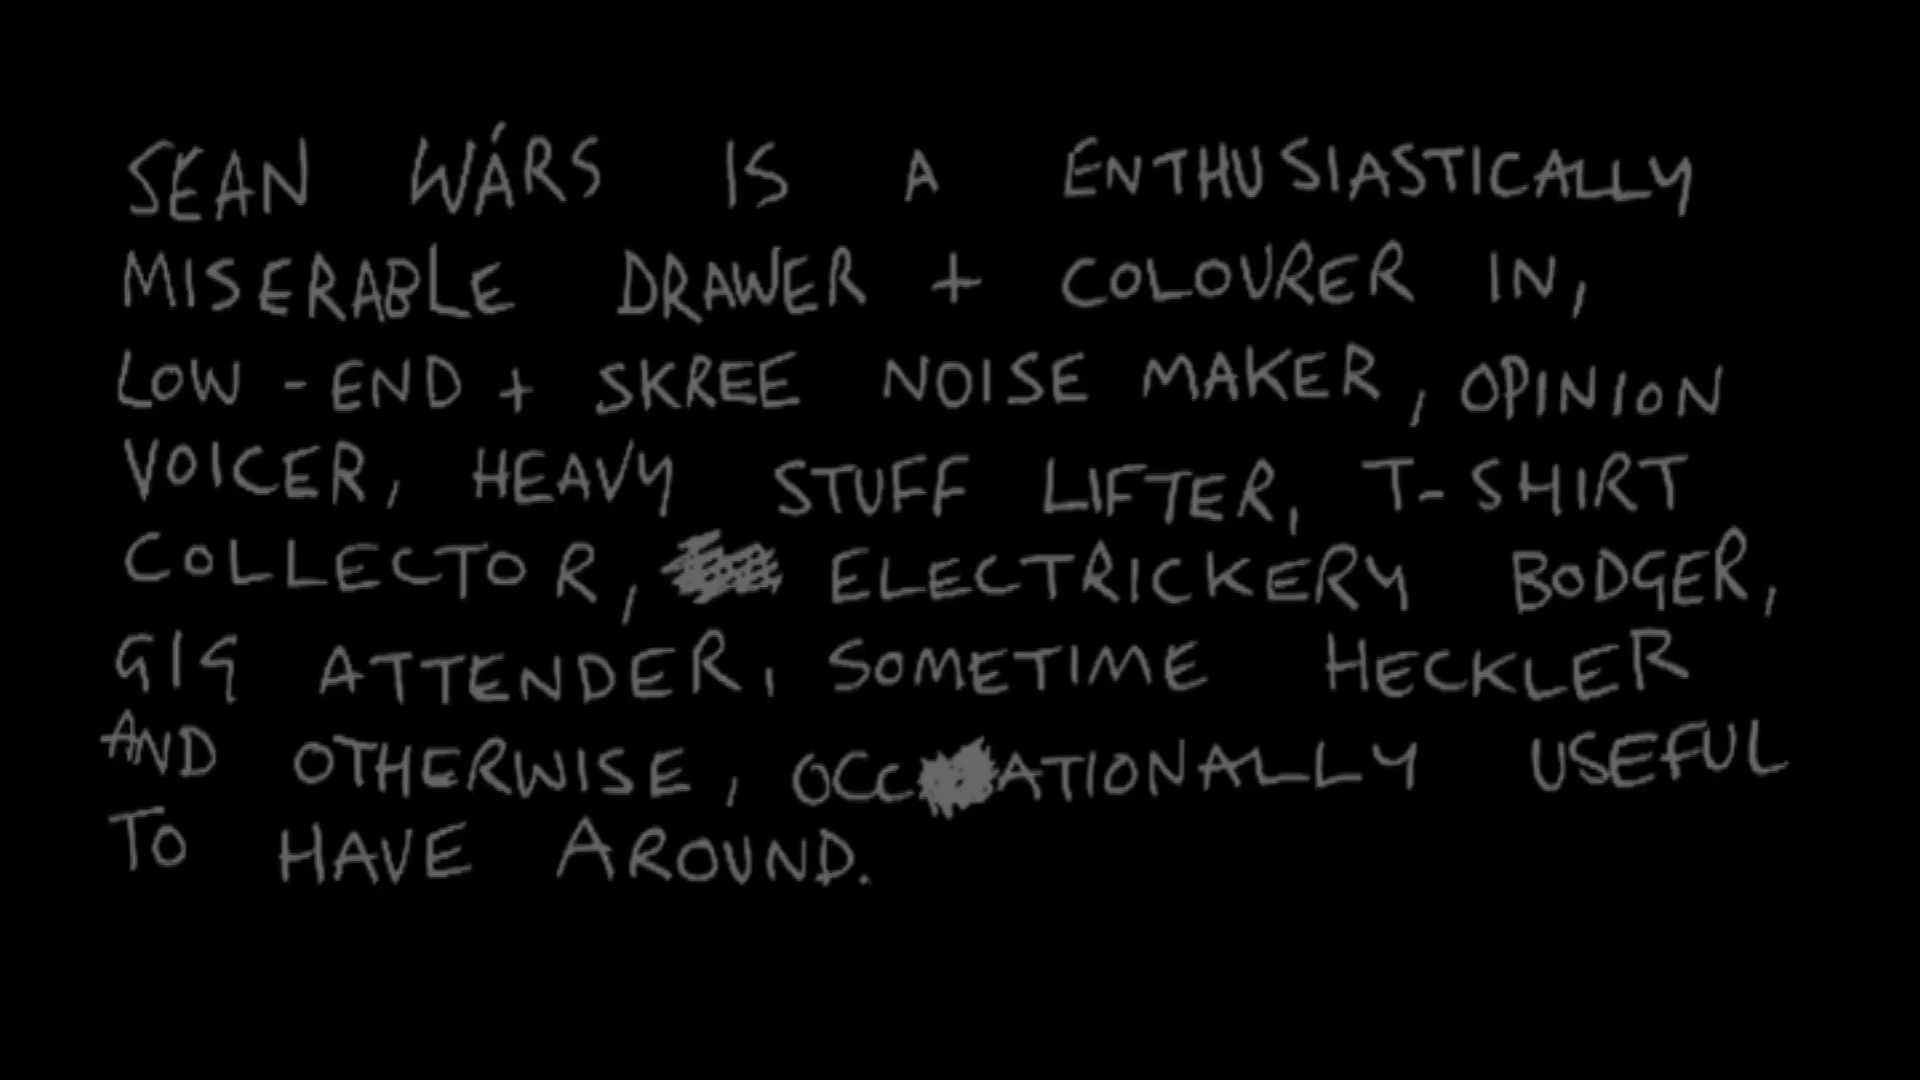 SEAN WÁRS IS A ENTHUSIASTICALLY
MISERABLE DRAWER + COLOURER IN,
LOW-END + SKREE NOISE MAKER, OPINION
VOICER, HEAVY STUFF LIFTER, T-SHIRT
COLLECTOR, ELECTRICKERY BODGER,
GIG ATTENDER, SOMETIME HECKLER
AND OTHERWISE, OCCATIONALLY USEFUL
TO HAVE AROUND.